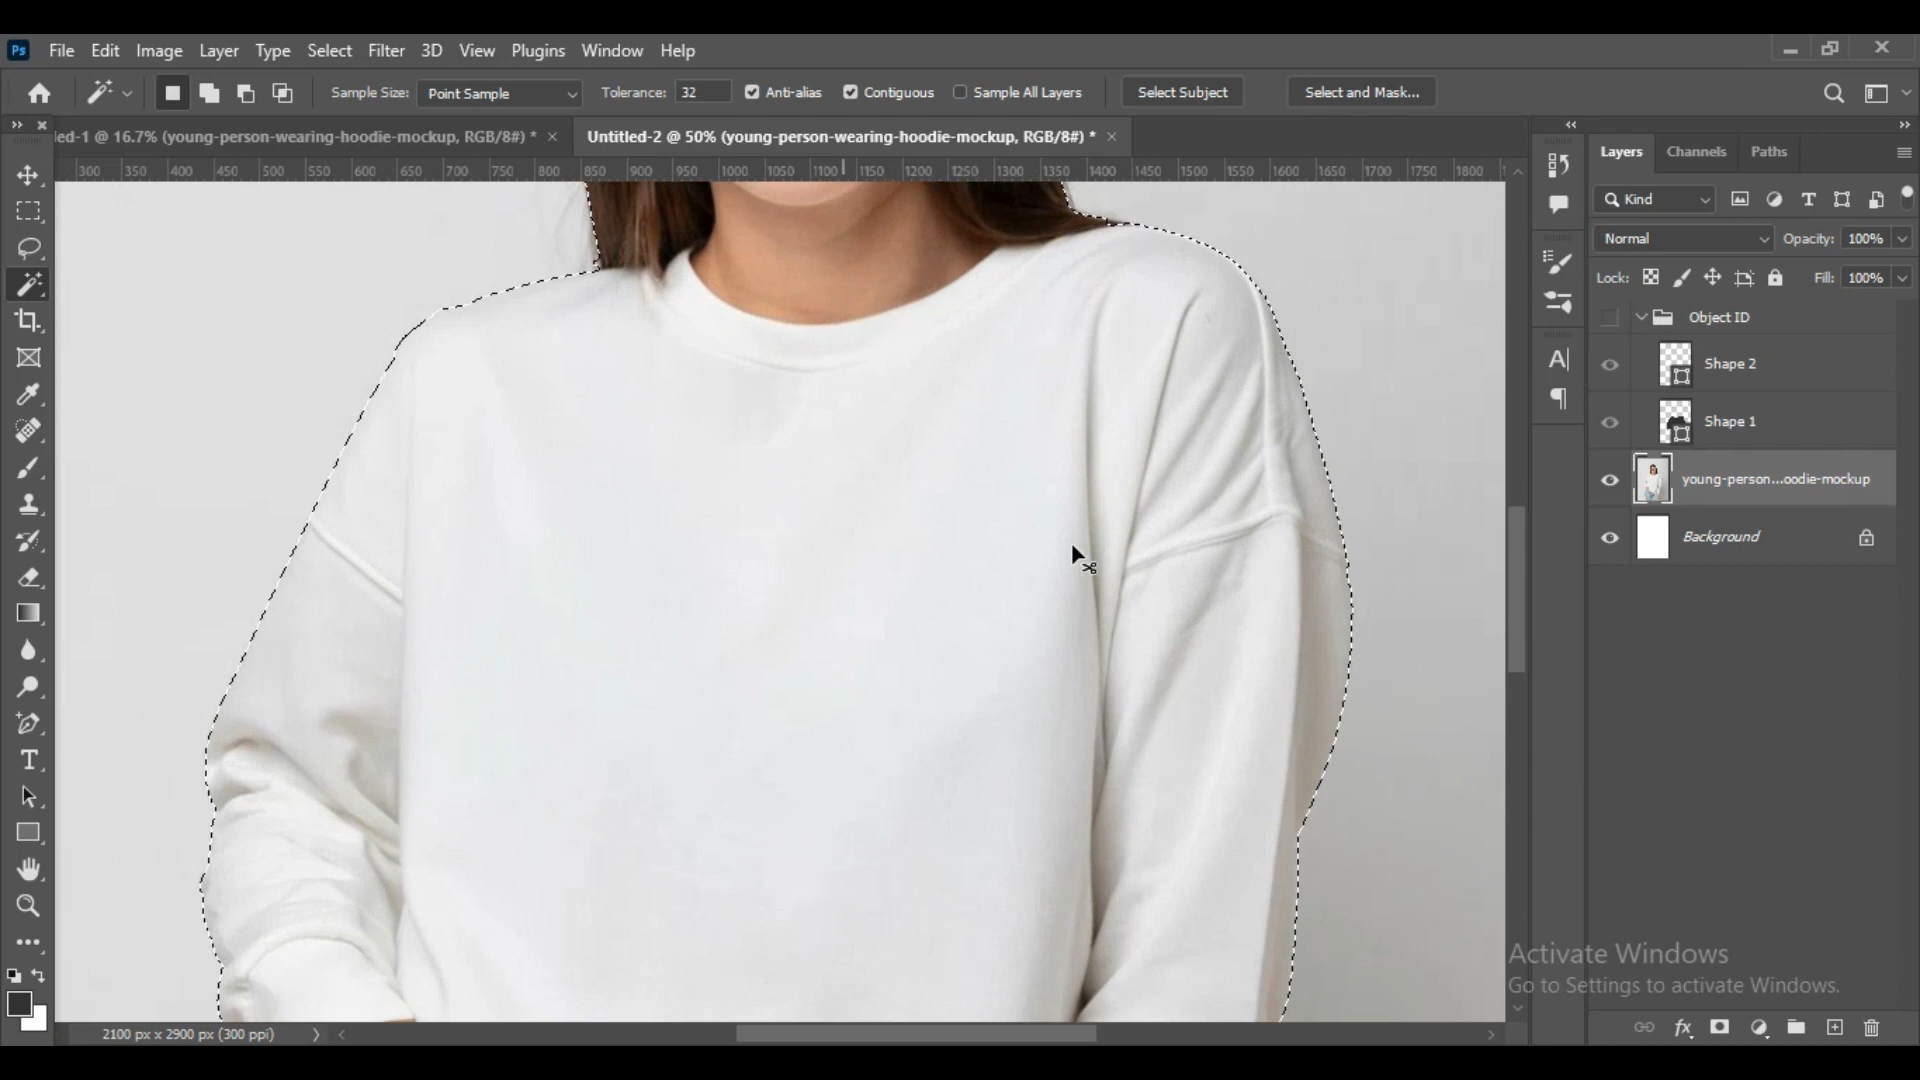 Ps File Edit Image Layer Type Select Filter 3D View Plugins Window Help
Sample Size: Point Sample Tolerance: 32 Anti-alias Contiguous Sample All Layers Select Subject Select and Mask...
led-1 @ 16.7% (young-person-wearing-hoodie-mockup, RGB/8#) * × Untitled-2 @ 50% (young-person-wearing-hoodie-mockup, RGB/8#) * ×
300 350 400 450 500 550 600 650 700 750 800 850 900 950 1000 1050 1100 1150 1200 1250 1300 1350 1400 1450 1500 1550 1600 1650 1700 1750 1800
Layers Channels Paths
Kind
Normal Opacity: 100%
Lock: Fill: 100%
Object ID
Shape 2
Shape 1
young-person...oodie-mockup
Background
Activate Windows
Go to Settings to activate Windows.
2100 px x 2900 px (300 ppi)